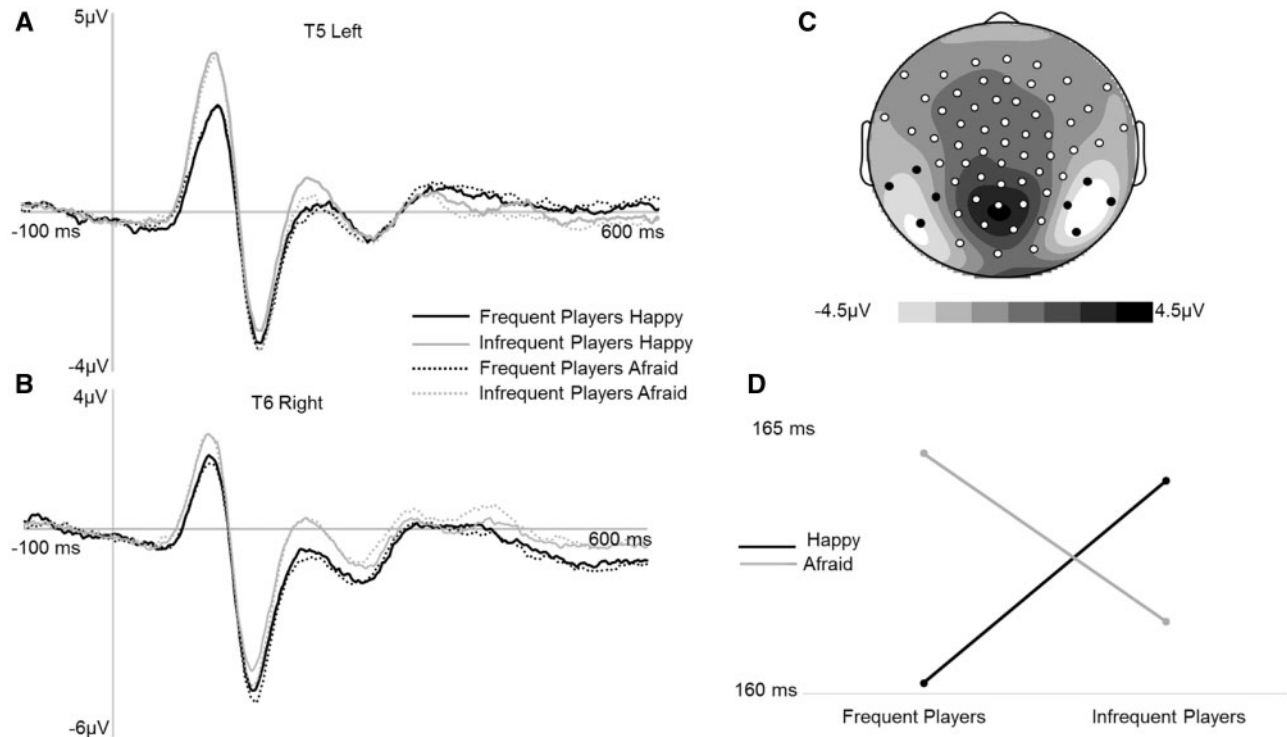 A
5µV
T5 Left
-100 ms
600 ms
-4µV
Frequent Players Happy
Infrequent Players Happy
Frequent Players Afraid
Infrequent Players Afraid
B
4µV
T6 Right
-100 ms
600 ms
-6µV
C
-4.5µV
4.5µV
D
165 ms
Happy
Afraid
160 ms
Frequent Players
Infrequent Players